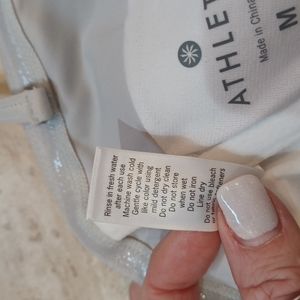 ATHLET
Made in China
M
Rinse in fresh water
after each use
Machine wash cold
Gentle cycle with
like color using
mild detergent
Do not dry clean
Do not store
when wet
Do not iron
Line dry
Do not use bleach